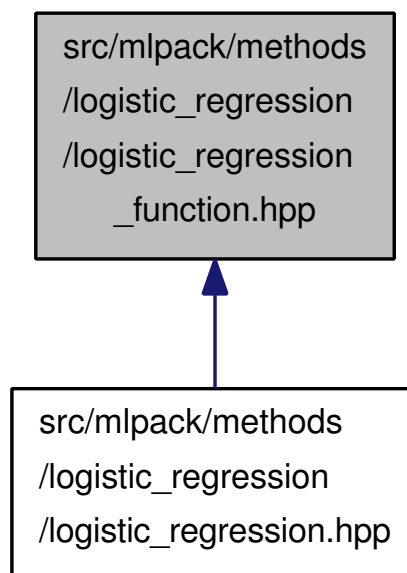 src/mlpack/methods
/logistic_regression
/logistic_regression
_function.hpp
src/mlpack/methods
/logistic_regression
/logistic_regression.hpp